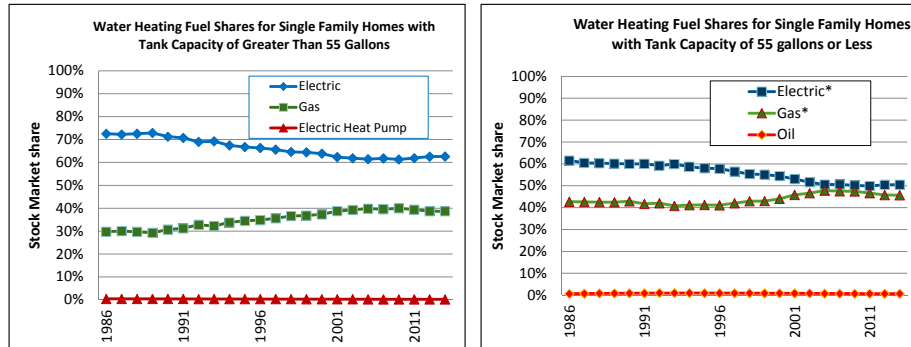 Water Heating Fuel Shares for Single Family Homes with
Tank Capacity of Greater Than 55 Gallons
Stock Market share
100%
90%
80%
70%
60%
50%
40%
30%
20%
10%
0%
Electric
Gas
Electric Heat Pump
1986
1991
1996
2001
2006
2011
Water Heating Fuel Shares for Single Family Homes
with Tank Capacity of 55 gallons or Less
Stock Market share
100%
90%
80%
70%
60%
50%
40%
30%
20%
10%
0%
Electric*
Gas*
Oil
1986
1991
1996
2001
2006
2011